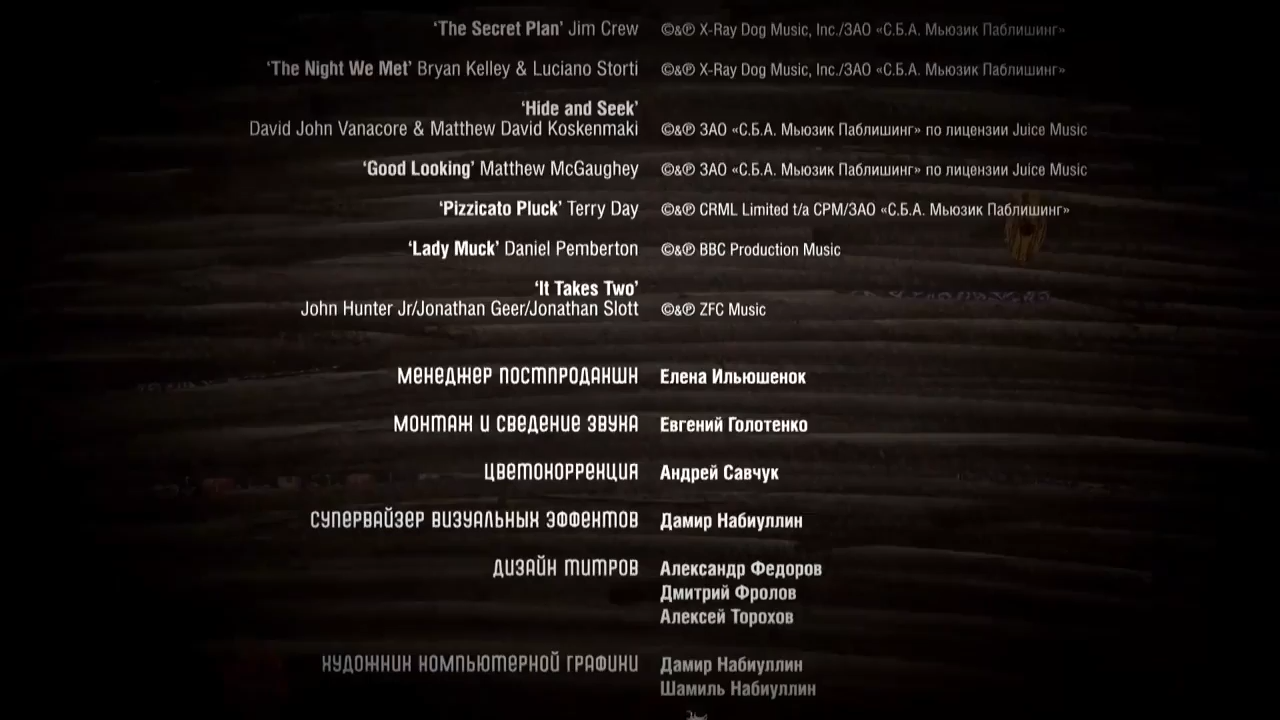 'The Secret Plan' Jim Crew ©&℗ X-Ray Dog Music, Inc./ЗАО «С.Б.А. Мьюзик Паблишинг»
'The Night We Met' Bryan Kelley & Luciano Storti ©&℗ X-Ray Dog Music, Inc./ЗАО «С.Б.А. Мьюзик Паблишинг»
'Hide and Seek'
David John Vanacore & Matthew David Koskenmaki ©&℗ ЗАО «С.Б.А. Мьюзик Паблишинг» по лицензии Juice Music
'Good Looking' Matthew McGaughey ©&℗ ЗАО «С.Б.А. Мьюзик Паблишинг» по лицензии Juice Music
'Pizzicato Pluck' Terry Day ©&℗ CRML Limited t/a CPM/ЗАО «С.Б.А. Мьюзик Паблишинг»
'Lady Muck' Daniel Pemberton ©&℗ BBC Production Music
'It Takes Two'
John Hunter Jr/Jonathan Geer/Jonathan Slott ©&℗ ZFC Music
менеджер постпродакшн Елена Ильюшенок
монтаж и сведение звука Евгений Голотенко
цветокоррекция Андрей Савчук
супервайзер визуальных эффектов Дамир Набиуллин
дизайн титров Александр Федоров
Дмитрий Фролов
Алексей Торохов
художник компьютерной графики Дамир Набиуллин
Шамиль Набиуллин